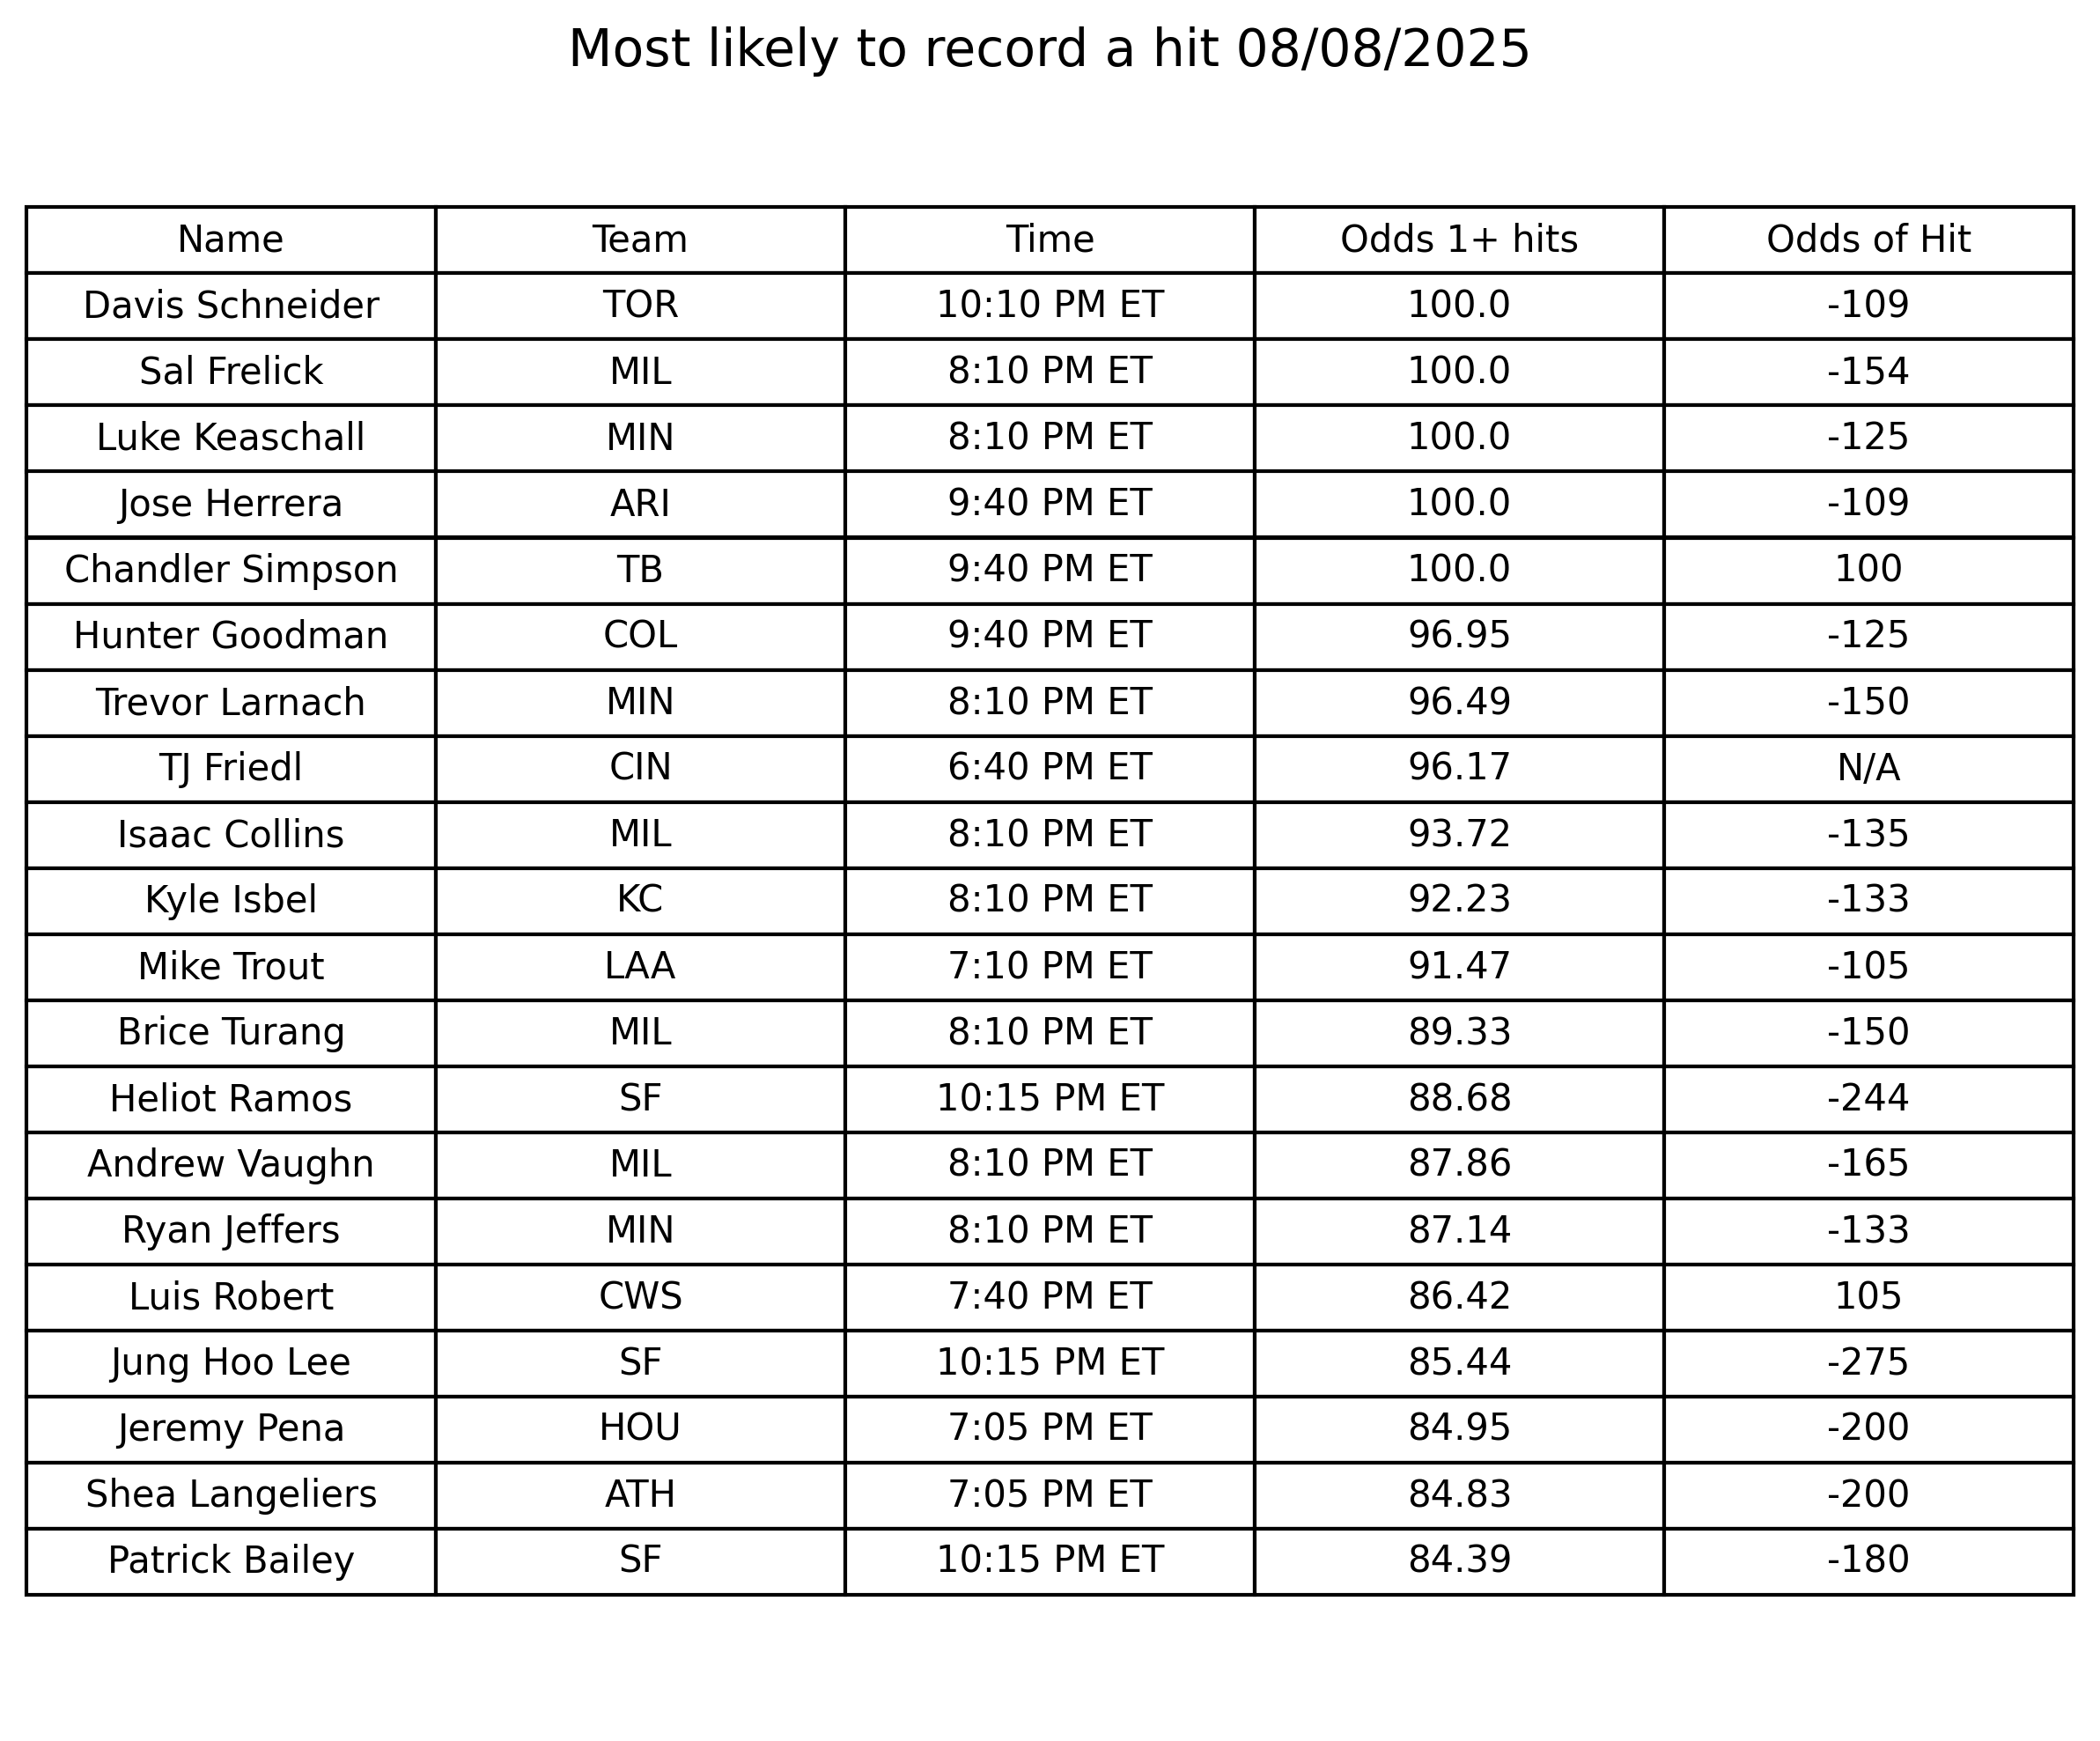 Most likely to record a hit 08/08/2025
Name Team Time Odds 1+ hits Odds of Hit
Davis Schneider TOR 10:10 PM ET 100.0 -109
Sal Frelick MIL 8:10 PM ET 100.0 -154
Luke Keaschall MIN 8:10 PM ET 100.0 -125
Jose Herrera ARI 9:40 PM ET 100.0 -109
Chandler Simpson TB 9:40 PM ET 100.0 100
Hunter Goodman COL 9:40 PM ET 96.95 -125
Trevor Larnach MIN 8:10 PM ET 96.49 -150
TJ Friedl CIN 6:40 PM ET 96.17 N/A
Isaac Collins MIL 8:10 PM ET 93.72 -135
Kyle Isbel KC 8:10 PM ET 92.23 -133
Mike Trout LAA 7:10 PM ET 91.47 -105
Brice Turang MIL 8:10 PM ET 89.33 -150
Heliot Ramos SF 10:15 PM ET 88.68 -244
Andrew Vaughn MIL 8:10 PM ET 87.86 -165
Ryan Jeffers MIN 8:10 PM ET 87.14 -133
Luis Robert CWS 7:40 PM ET 86.42 105
Jung Hoo Lee SF 10:15 PM ET 85.44 -275
Jeremy Pena HOU 7:05 PM ET 84.95 -200
Shea Langeliers ATH 7:05 PM ET 84.83 -200
Patrick Bailey SF 10:15 PM ET 84.39 -180